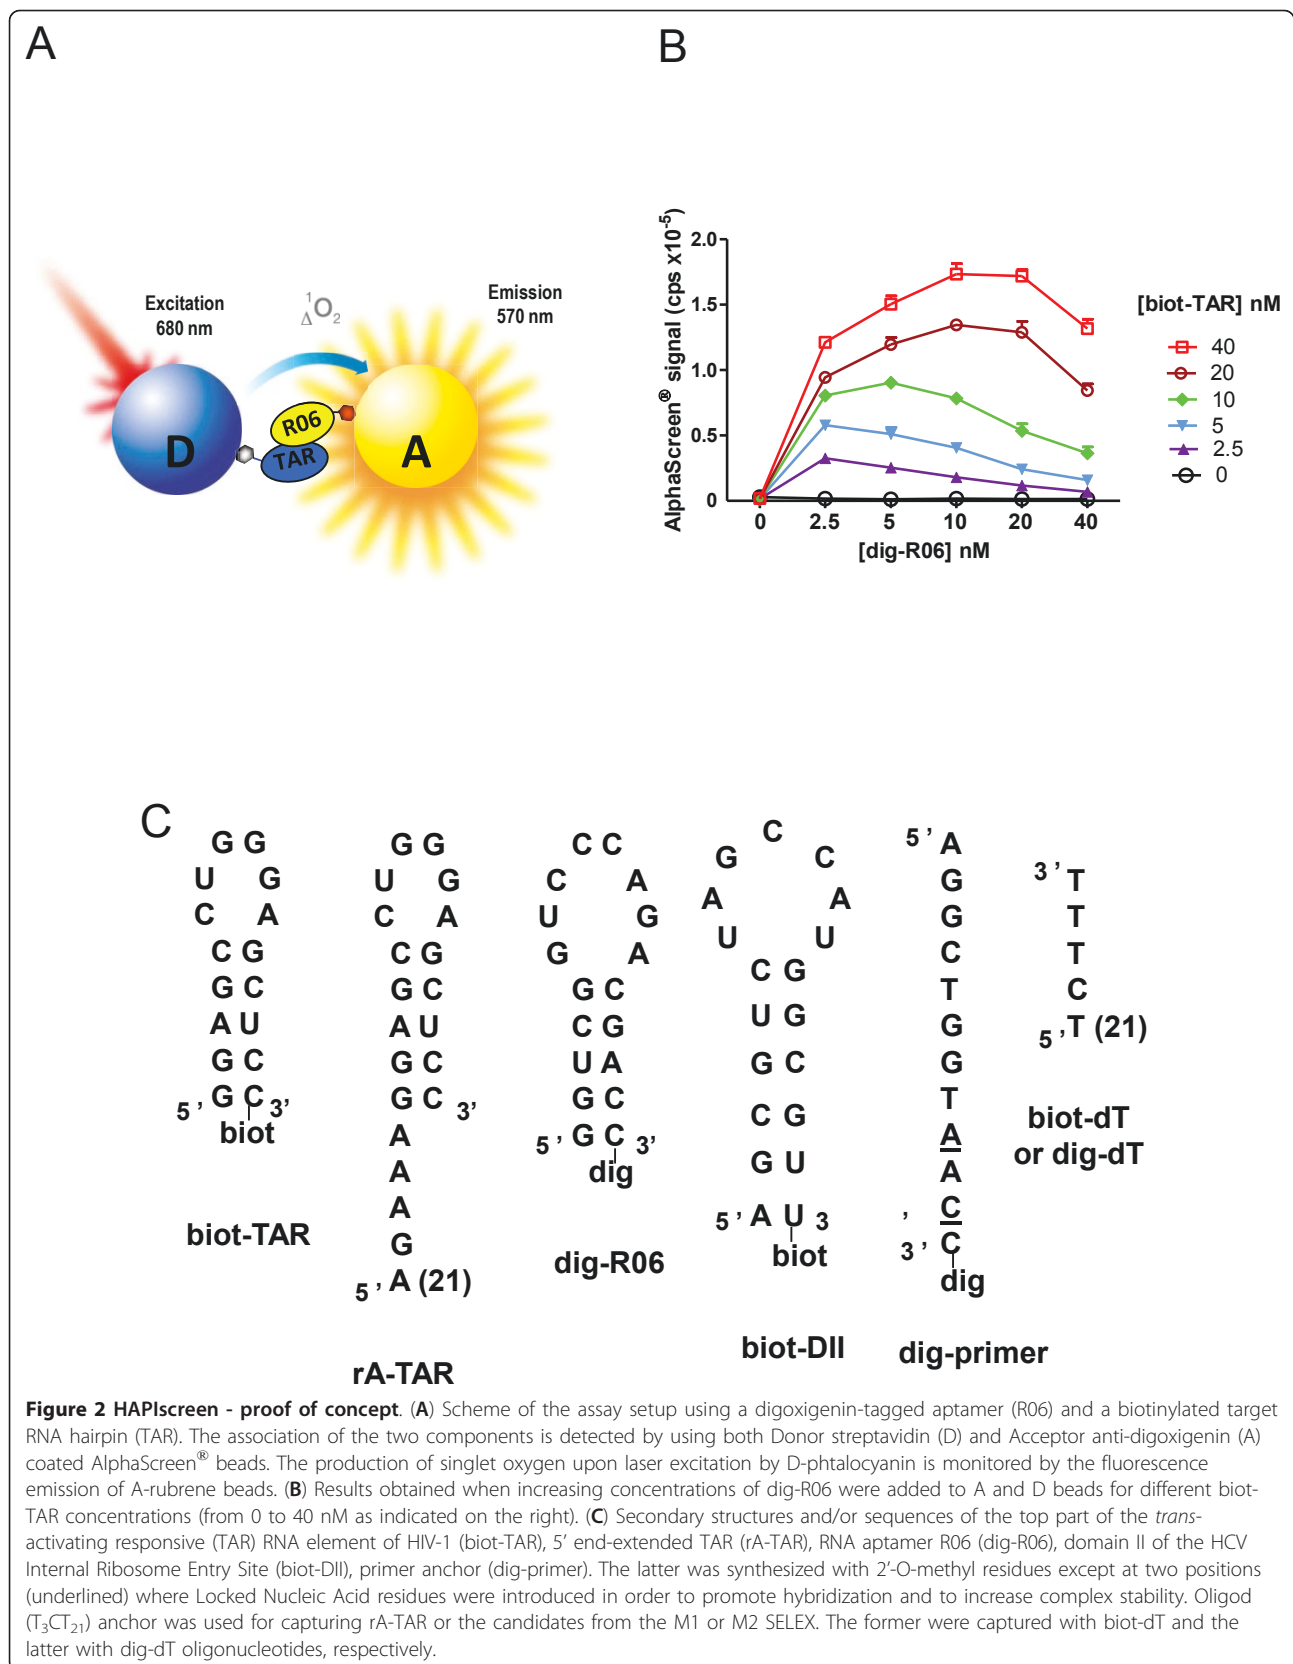 A
B
Excitation
680 nm
1
ΔO2
Emission
570 nm
D
R06
TAR
A
AlphaScreen® signal (cps x10-5)
2.0
1.5
1.0
0.5
0
0 2.5 5 10 20 40
[dig-R06] nM
[biot-TAR] nM
40
20
10
5
2.5
0
C
G G
U G
C A
C G
G C
A U
G C
5 ' G C 3'
biot
biot-TAR
G G
U G
C A
C G
G C
A U
G C
G C 3'
A
A
A
G
5 ' A (21)
rA-TAR
C C
C A
U G
G A
G C
C G
U A
G C
5 ' G C 3'
dig
dig-R06
C
G C
A A
U U
C G
U G
G C
C G
G U
5 ' A U 3
biot
biot-DII
5 ' A
G
G
C
T
G
G
T
A
A
' C
3 ' C
dig
dig-primer
3 ' T
T
T
C
5 ' T (21)
biot-dT
or dig-dT
Figure 2 HAPIscreen - proof of concept. (A) Scheme of the assay setup using a digoxigenin-tagged aptamer (R06) and a biotinylated target
RNA hairpin (TAR). The association of the two components is detected by using both Donor streptavidin (D) and Acceptor anti-digoxigenin (A)
coated AlphaScreen® beads. The production of singlet oxygen upon laser excitation by D-phtalocyanin is monitored by the fluorescence
emission of A-rubrene beads. (B) Results obtained when increasing concentrations of dig-R06 were added to A and D beads for different biot-
TAR concentrations (from 0 to 40 nM as indicated on the right). (C) Secondary structures and/or sequences of the top part of the trans-
activating responsive (TAR) RNA element of HIV-1 (biot-TAR), 5' end-extended TAR (rA-TAR), RNA aptamer R06 (dig-R06), domain II of the HCV
Internal Ribosome Entry Site (biot-DII), primer anchor (dig-primer). The latter was synthesized with 2'-O-methyl residues except at two positions
(underlined) where Locked Nucleic Acid residues were introduced in order to promote hybridization and to increase complex stability. Oligod
(T3CT21) anchor was used for capturing rA-TAR or the candidates from the M1 or M2 SELEX. The former were captured with biot-dT and the
latter with dig-dT oligonucleotides, respectively.